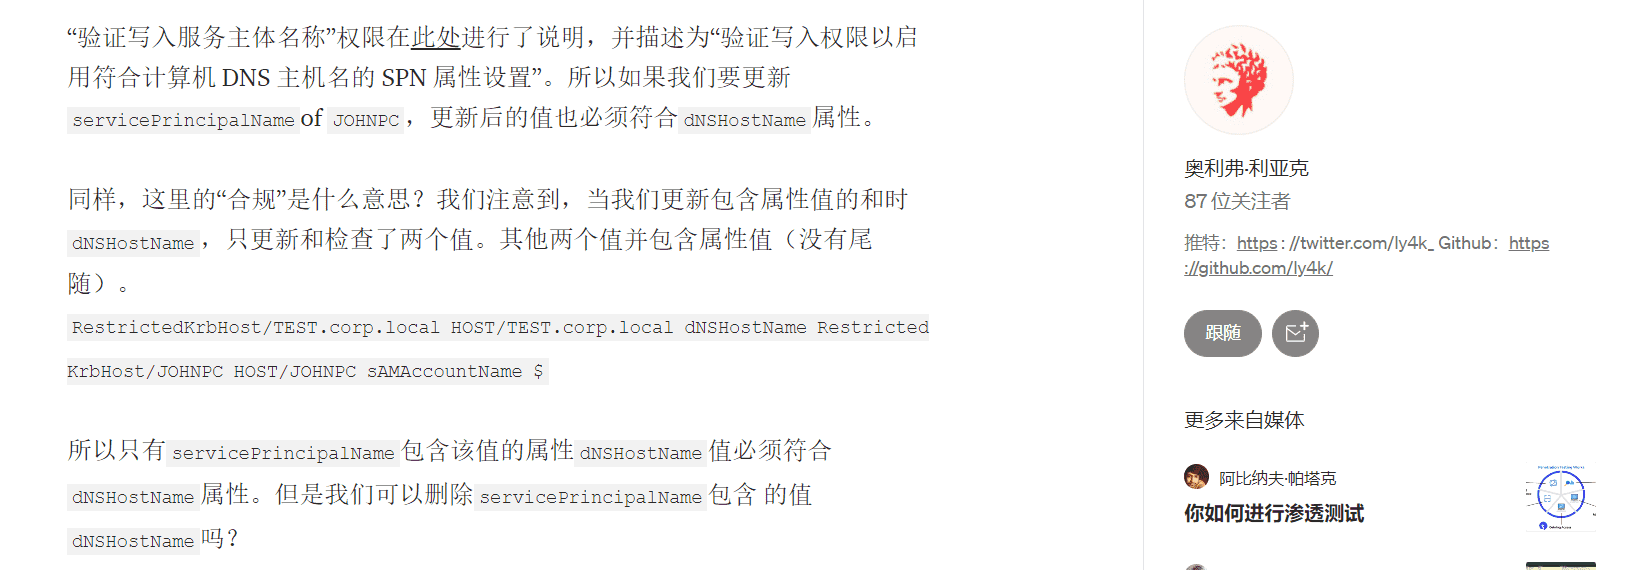 “验证写入服务主体名称”权限在此处进行了说明，并描述为“验证写入权限以启
用符合计算机 DNS 主机名的 SPN 属性设置”。所以如果我们要更新
servicePrincipalName of JOHNPC ，更新后的值也必须符合 dNSHostName 属性。
同样，这里的“合规”是什么意思？我们注意到，当我们更新包含属性值的和时
dNSHostName ，只更新和检查了两个值。其他两个值并包含属性值（没有尾
随）。
RestrictedKrbHost/TEST.corp.local HOST/TEST.corp.local dNSHostName Restricted
KrbHost/JOHNPC HOST/JOHNPC sAMAccountName $
所以只有 servicePrincipalName 包含该值的属性 dNSHostName 值必须符合
dNSHostName 属性。但是我们可以删除 servicePrincipalName 包含 的值
dNSHostName 吗？
奥利弗·利亚克
87 位关注者
推特：https : //twitter.com/ly4k_ Github：https
://github.com/ly4k/
跟随
更多来自媒体
阿比纳夫·帕塔克
你如何进行渗透测试